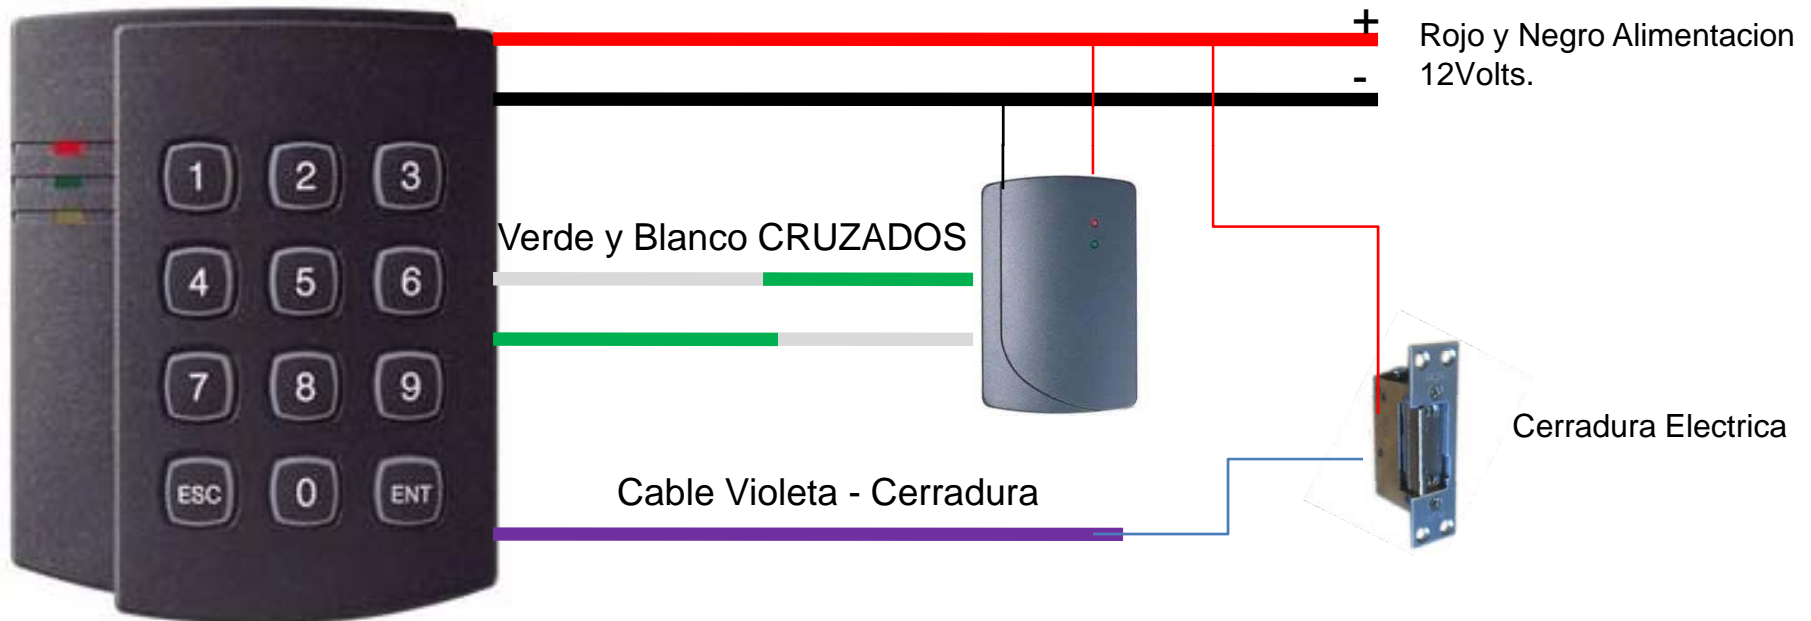 +
Rojo y Negro Alimentacion
12Volts.
-
1 2 3
Verde y Blanco CRUZADOS
4 5 6
7 8 9
Cerradura Electrica
ESC 0 ENT
Cable Violeta - Cerradura